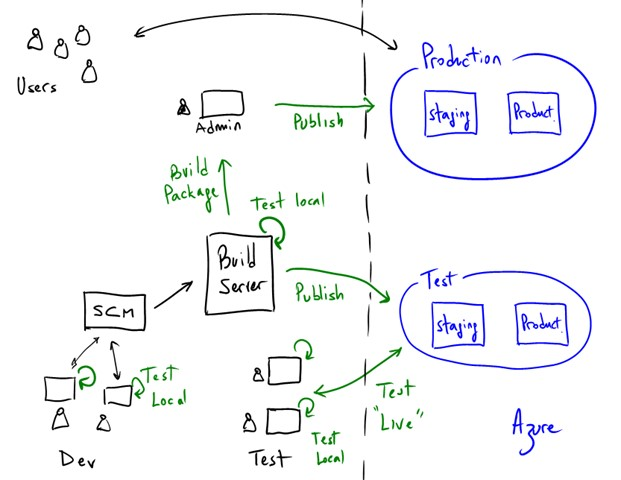 Users
Production
Staging
Product.
Admin
Publish
Build
Package
Test local
Build
Server
Publish
Test
Staging
Product.
SCM
Test
Local
Dev
Test
Local
Test
Test
"Live"
Azure